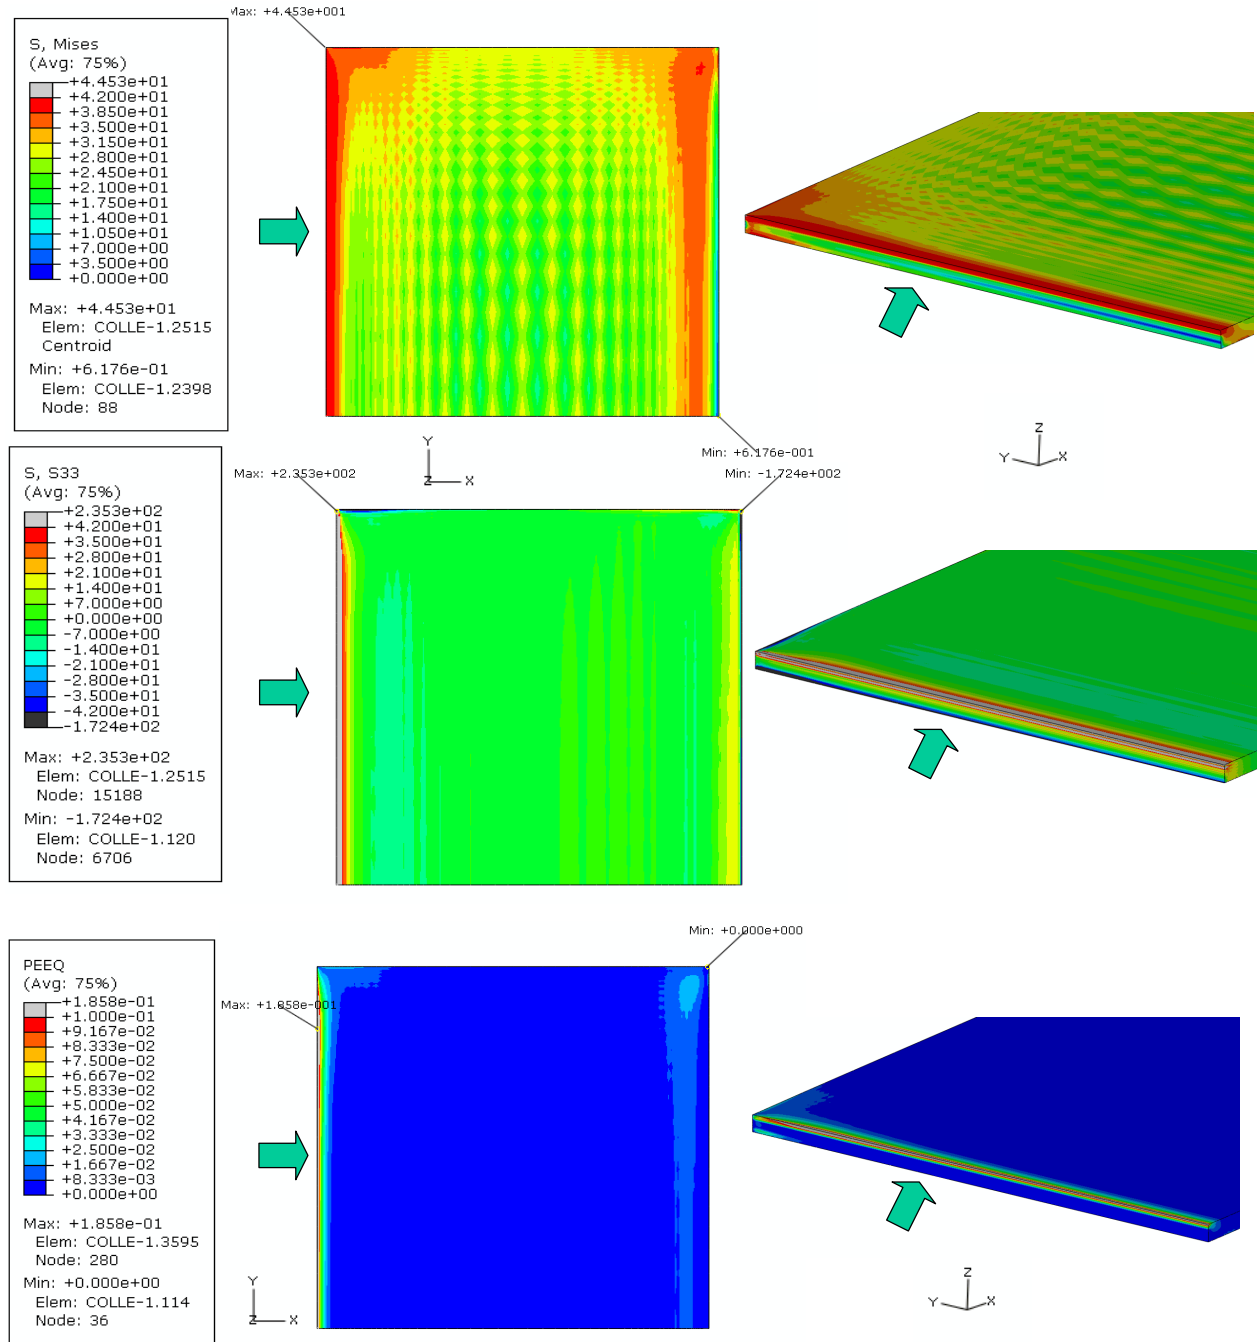 Max: +4.453e+001
S, Mises
(Avg: 75%)
+4.453e+01
+4.200e+01
+3.850e+01
+3.500e+01
+3.150e+01
+2.800e+01
+2.450e+01
+2.100e+01
+1.750e+01
+1.400e+01
+1.050e+01
+7.000e+00
+3.500e+00
+0.000e+00
Max: +4.453e+01
Elem: COLLE-1.2515
Centroid
Min: +6.176e-01
Elem: COLLE-1.2398
Node: 88
Min: +6.176e-001
Y
Z X
Z
Y X
S, S33
(Avg: 75%)
+2.353e+02
+4.200e+01
+3.500e+01
+2.800e+01
+2.100e+01
+1.400e+01
+7.000e+00
+0.000e+00
-7.000e+00
-1.400e+01
-2.100e+01
-2.800e+01
-3.500e+01
-4.200e+01
-1.724e+02
Max: +2.353e+02
Elem: COLLE-1.2515
Node: 15188
Min: -1.724e+02
Elem: COLLE-1.120
Node: 6706
Max: +2.353e+002
Min: -1.724e+002
PEEQ
(Avg: 75%)
+1.858e-01
+1.000e-01
+9.167e-02
+8.333e-02
+7.500e-02
+6.667e-02
+5.833e-02
+5.000e-02
+4.167e-02
+3.333e-02
+2.500e-02
+1.667e-02
+8.333e-03
+0.000e+00
Max: +1.858e-01
Elem: COLLE-1.3595
Node: 280
Min: +0.000e+00
Elem: COLLE-1.114
Node: 36
Min: +0.000e+000
Max: +1.858e-001
Y
Z X
Z
Y X